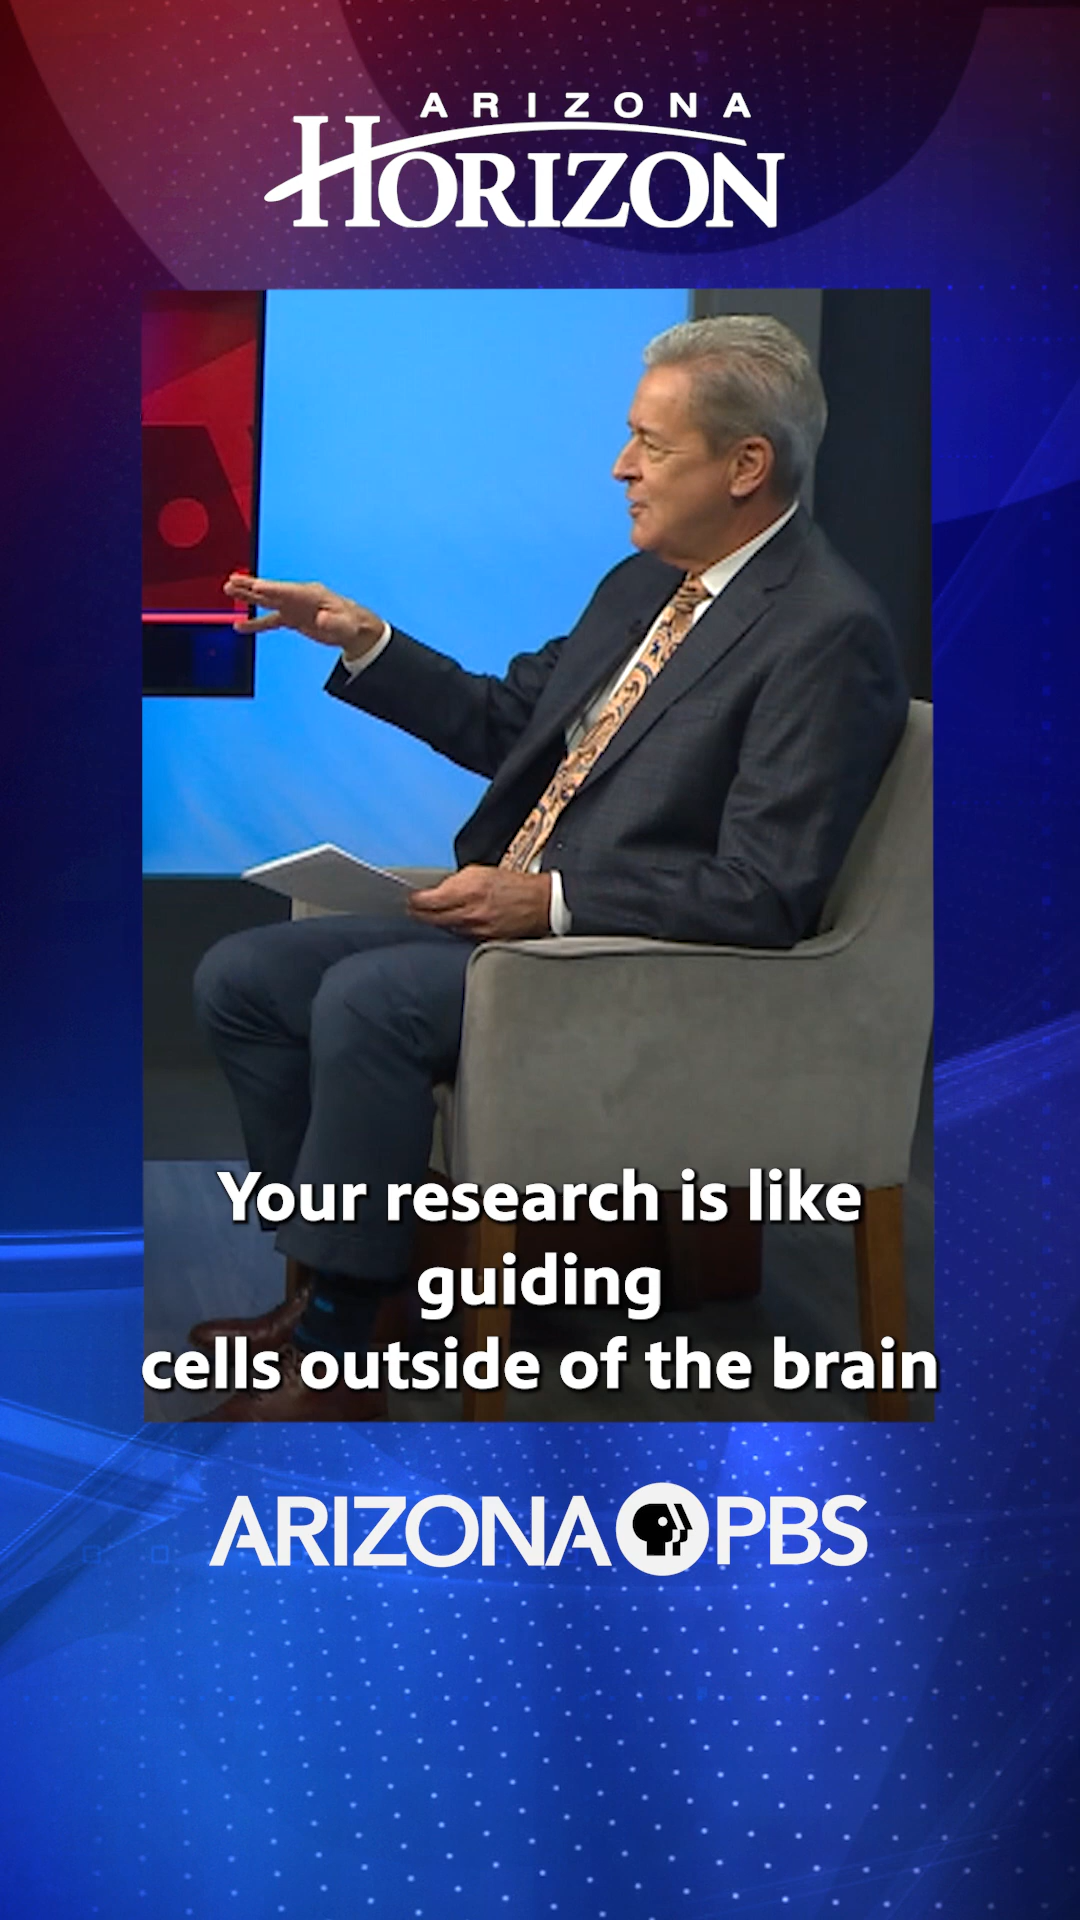 ARIZONA
HORIZON
Your research is like
guiding
cells outside of the brain
ARIZONA PBS